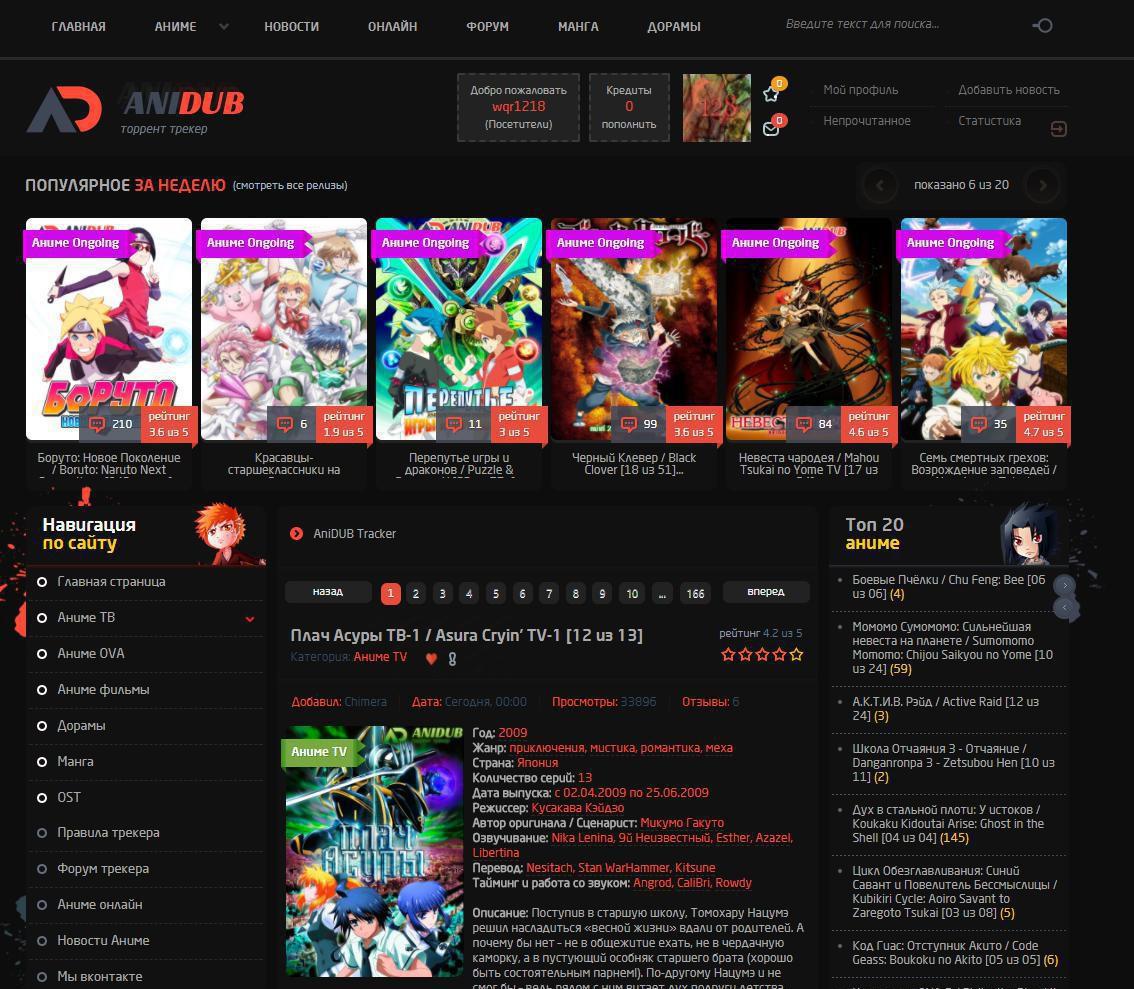 ГЛАВНАЯ АНИМЕ НОВОСТИ ОНЛАЙН ФОРУМ МАНГА ДОРАМЫ Введите текст для поиска...
ANIDUB
торрент трекер
Добро пожаловать
wqr1218
(Посетители)
Кредиты
0
пополнить
128
0
0
Мой профиль
Добавить новость
Непрочитанное
Статистика
ПОПУЛЯРНОЕ ЗА НЕДЕЛЮ (смотреть все релизы)
показано 6 из 20
Аниме Ongoing
БОРУТО
210
рейтинг
3.6 из 5
Боруто: Новое Поколение
/ Boruto: Naruto Next
Аниме Ongoing
6
рейтинг
1.9 из 5
Красавцы-
старшеклассники на
Аниме Ongoing
ПЕРЕПУТЬЕ
ИГРЫ
11
рейтинг
3 из 5
Перепутье игры и
драконов / Puzzle &
Аниме Ongoing
99
рейтинг
3.6 из 5
Черный Клевер / Black
Clover [18 из 51]...
Аниме Ongoing
НЕВЕС
84
рейтинг
4.6 из 5
Невеста чародея / Mahou
Tsukai no Yome TV [17 из
Аниме Ongoing
35
рейтинг
4.7 из 5
Семь смертных грехов:
Возрождение заповедей /
Навигация
по сайту
Главная страница
Аниме ТВ
Аниме OVA
Аниме фильмы
Дорамы
Манга
OST
Правила трекера
Форум трекера
Аниме онлайн
Новости Аниме
Мы вконтакте
AniDUB Tracker
назад 1 2 3 4 5 6 7 8 9 10 ... 166 вперед
Плач Асуры ТВ-1 / Asura Cryin' TV-1 [12 из 13]
рейтинг 4.2 из 5
Категория: Аниме TV
Добавил: Chimera Дата: Сегодня, 00:00 Просмотры: 33896 Отзывы: 6
ANIDUB
Аниме TV
ПЛАЧ
АСУРЫ
Год: 2009
Жанр: приключения, мистика, романтика, меха
Страна: Япония
Количество серий: 13
Дата выпуска: c 02.04.2009 по 25.06.2009
Режиссер: Кусакава Кэйдзо
Автор оригинала / Сценарист: Микумо Гакуто
Озвучивание: Nika Lenina, 9й Неизвестный, Esther, Azazel,
Libertina
Перевод: Nesitach, Stan WarHammer, Kitsune
Тайминг и работа со звуком: Angrod, CaliBri, Rowdy
Описание: Поступив в старшую школу, Томохару Нацумэ
решил насладиться «весной жизни» вдали от родителей. А
почему бы нет – не в общежитие ехать, не в чердачную
каморку, а в пустующий особняк старшего брата (хорошо
быть состоятельным парнем!). По-другому Нацумэ и не
смог бы – ведь рядом с ним витает дух подруги детства
Топ 20
аниме
Боевые Пчёлки / Chu Feng: Bee [06
из 06] (4)
Момомо Сумомомо: Сильнейшая
невеста на планете / Sumomomo
Momomo: Chijou Saikyou no Yome [10
из 24] (59)
А.К.Т.И.В. Рэйд / Active Raid [12 из
24] (3)
Школа Отчаяния 3 - Отчаяние /
Danganronpa 3 - Zetsubou Hen [10 из
11] (2)
Дух в стальной плоти: У истоков /
Koukaku Kidoutai Arise: Ghost in the
Shell [04 из 04] (145)
Цикл Обезглавливания: Синий
Савант и Повелитель Бессмыслицы /
Kubikiri Cycle: Aoiro Savant to
Zaregoto Tsukai [03 из 08] (5)
Код Гиас: Отступник Акито / Code
Geass: Boukoku no Akito [05 из 05] (6)